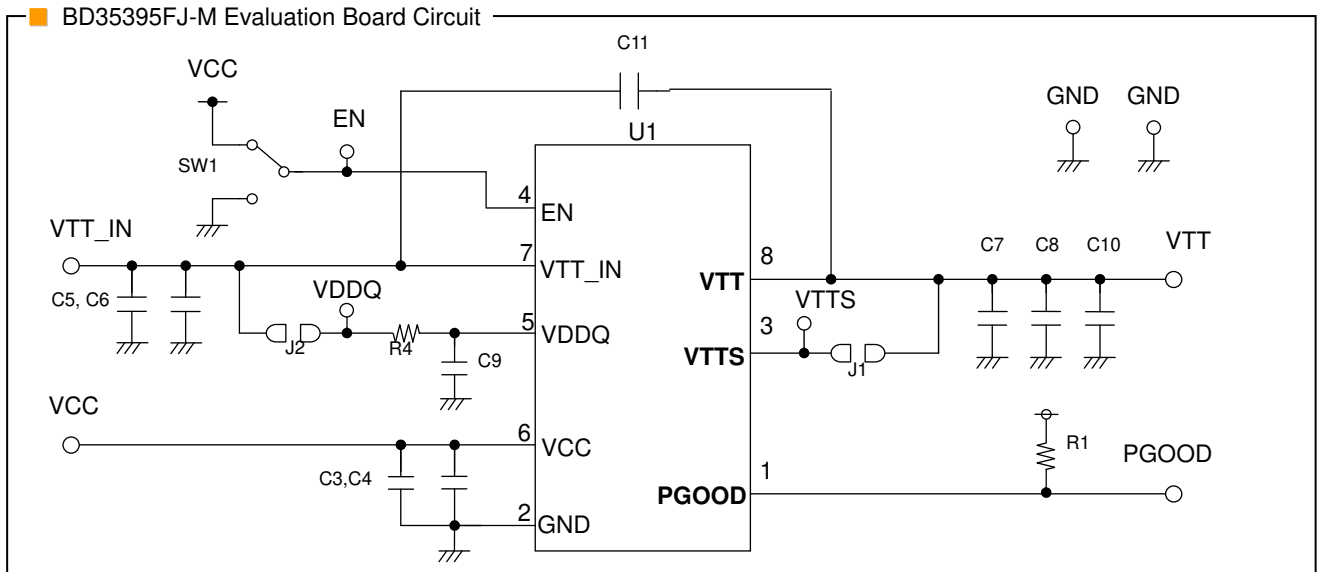 BD35395FJ-M Evaluation Board Circuit
C11
VCC
GND GND
EN
U1
SW1
4
EN
VTT_IN
7
VTT_IN
8
VTT
C7 C8 C10
VTT
C5, C6
VDDQ
J2
R4
5
VDDQ
C9
VTTS
3
VTTS
J1
VCC
6
VCC
C3,C4
2
GND
R1
1
PGOOD
PGOOD